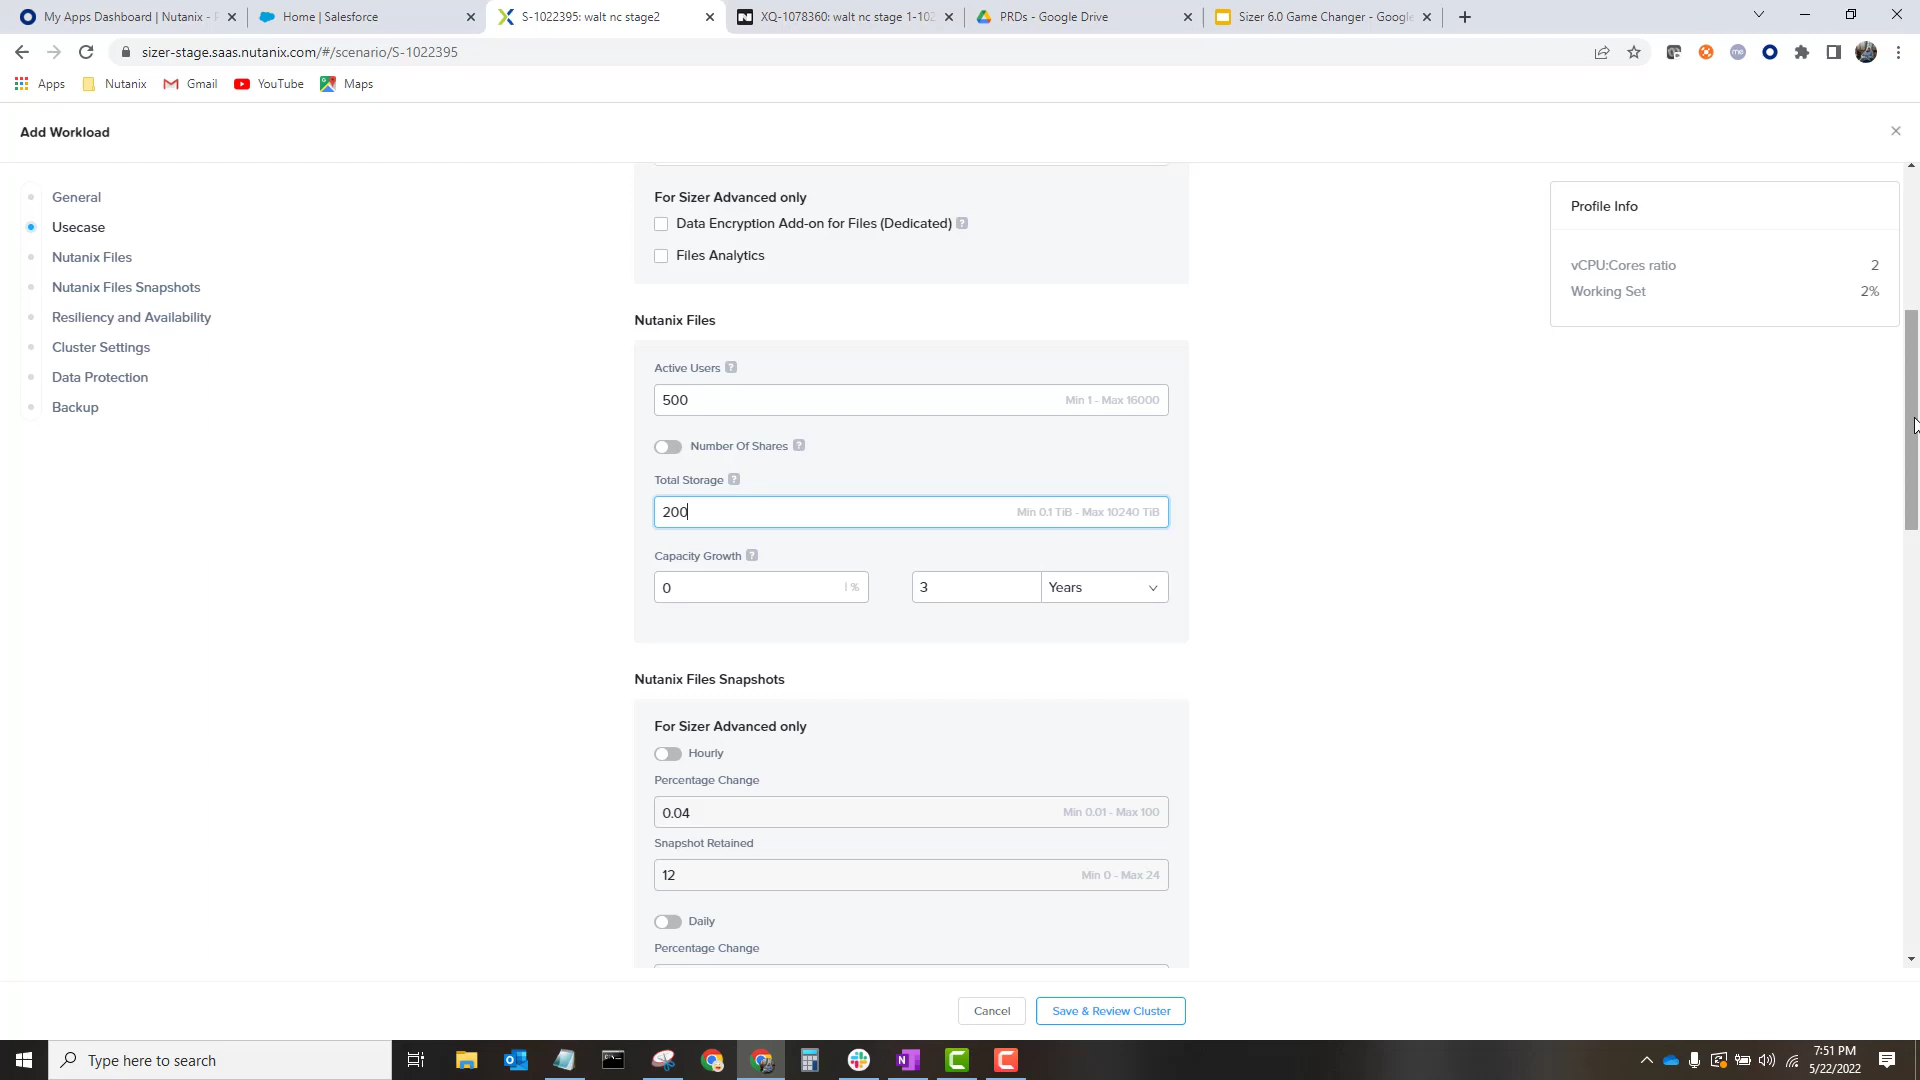 My Apps Dashboard | Nutanix -
Home | Salesforce
S-1022395: walt nc stage2
XQ-1078360: walt nc stage 1-102
PRDs - Google Drive
Sizer 6.0 Game Changer - Google
sizer-stage.saas.nutanix.com/#/scenario/S-1022395
Apps
Nutanix
Gmail
YouTube
Maps
Add Workload
General
Usecase
Nutanix Files
Nutanix Files Snapshots
Resiliency and Availability
Cluster Settings
Data Protection
Backup
For Sizer Advanced only
Data Encryption Add-on for Files (Dedicated) ?
Files Analytics
Nutanix Files
Active Users ?
500 Min 1 - Max 16000
Number Of Shares ?
Total Storage ?
200 Min 0.1 TiB - Max 10240 TiB
Capacity Growth ?
0 | %
3 Years
Nutanix Files Snapshots
For Sizer Advanced only
Hourly
Percentage Change
0.04 Min 0.01 - Max 100
Snapshot Retained
12 Min 0 - Max 24
Daily
Percentage Change
Profile Info
vCPU:Cores ratio 2
Working Set 2%
Cancel
Save & Review Cluster
Type here to search
7:51 PM
5/22/2022